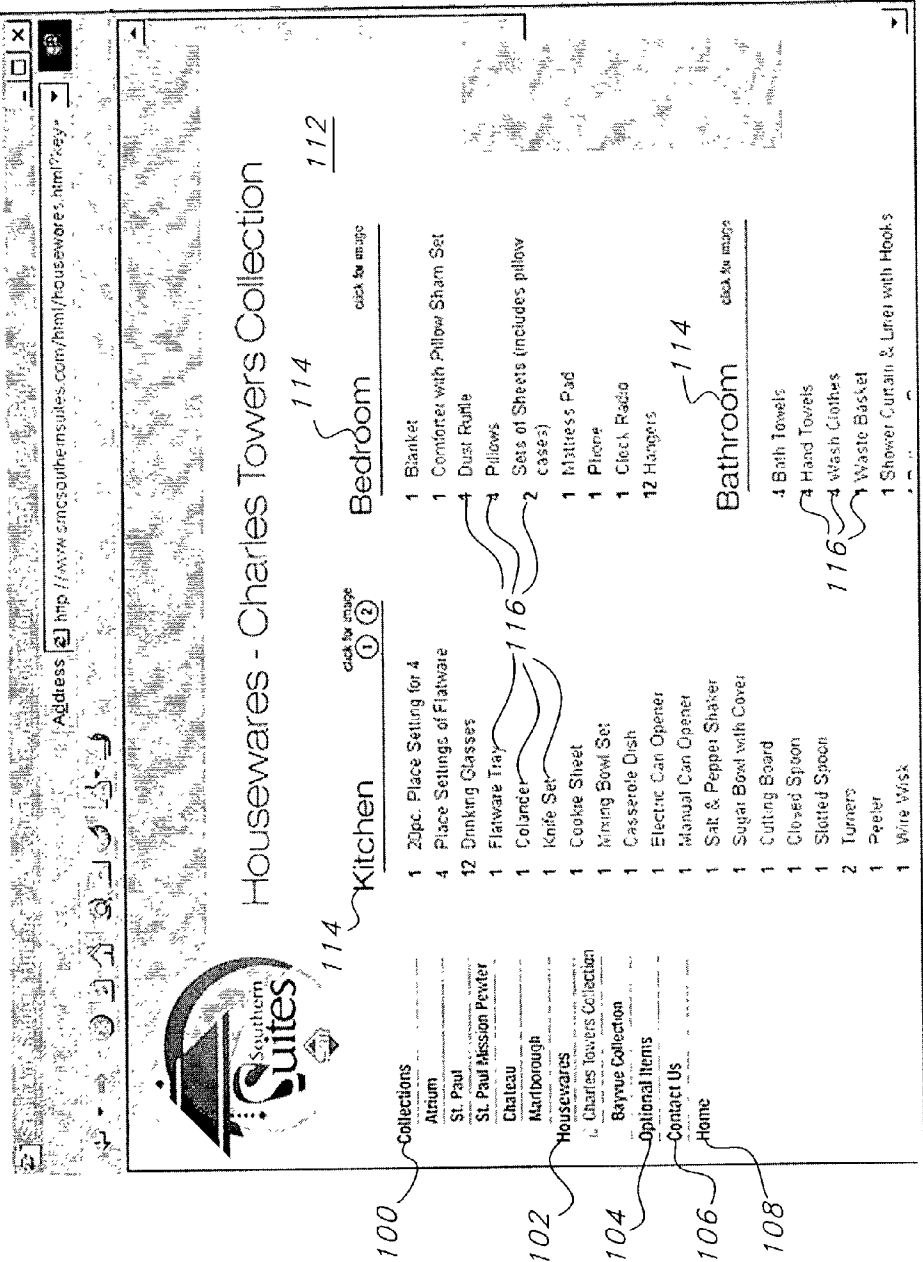 Address http://www.smcsouthernsuites.com/html/housewares.html?key=
Southern
Suites
Housewares - Charles Towers Collection
112
100
Collections
Atrium
St. Paul
St. Paul Mission Pewter
Chateau
Marlborough
102
Housewares
Charles Towers Collection
Bayvue Collection
104
Optional Items
106
Contact Us
108
Home
114
Kitchen
click for image
1 2
1 20pc. Place Setting for 4
4 Place Settings of Flatware
12 Drinking Glasses
1 Flatware Tray
1 Colander
1 Knife Set
1 Cookie Sheet
1 Mixing Bowl Set
1 Casserole Dish
1 Electric Can Opener
1 Manual Can Opener
1 Salt & Pepper Shaker
1 Sugar Bowl with Cover
1 Cutting Board
1 Closed Spoon
1 Slotted Spoon
2 Turners
1 Peeler
1 Wire Wisk
116
114
Bedroom
click for image
1 Blanket
1 Comforter with Pillow Sham Set
4 Dust Ruffle
4 Pillows
2 Sets of Sheets (includes pillow
cases)
1 Mattress Pad
1 Phone
1 Clock Radio
12 Hangers
114
Bathroom
click for image
4 Bath Towels
4 Hand Towels
4 Wash Clothes
1 Waste Basket
1 Shower Curtain & Liner with Hooks
116